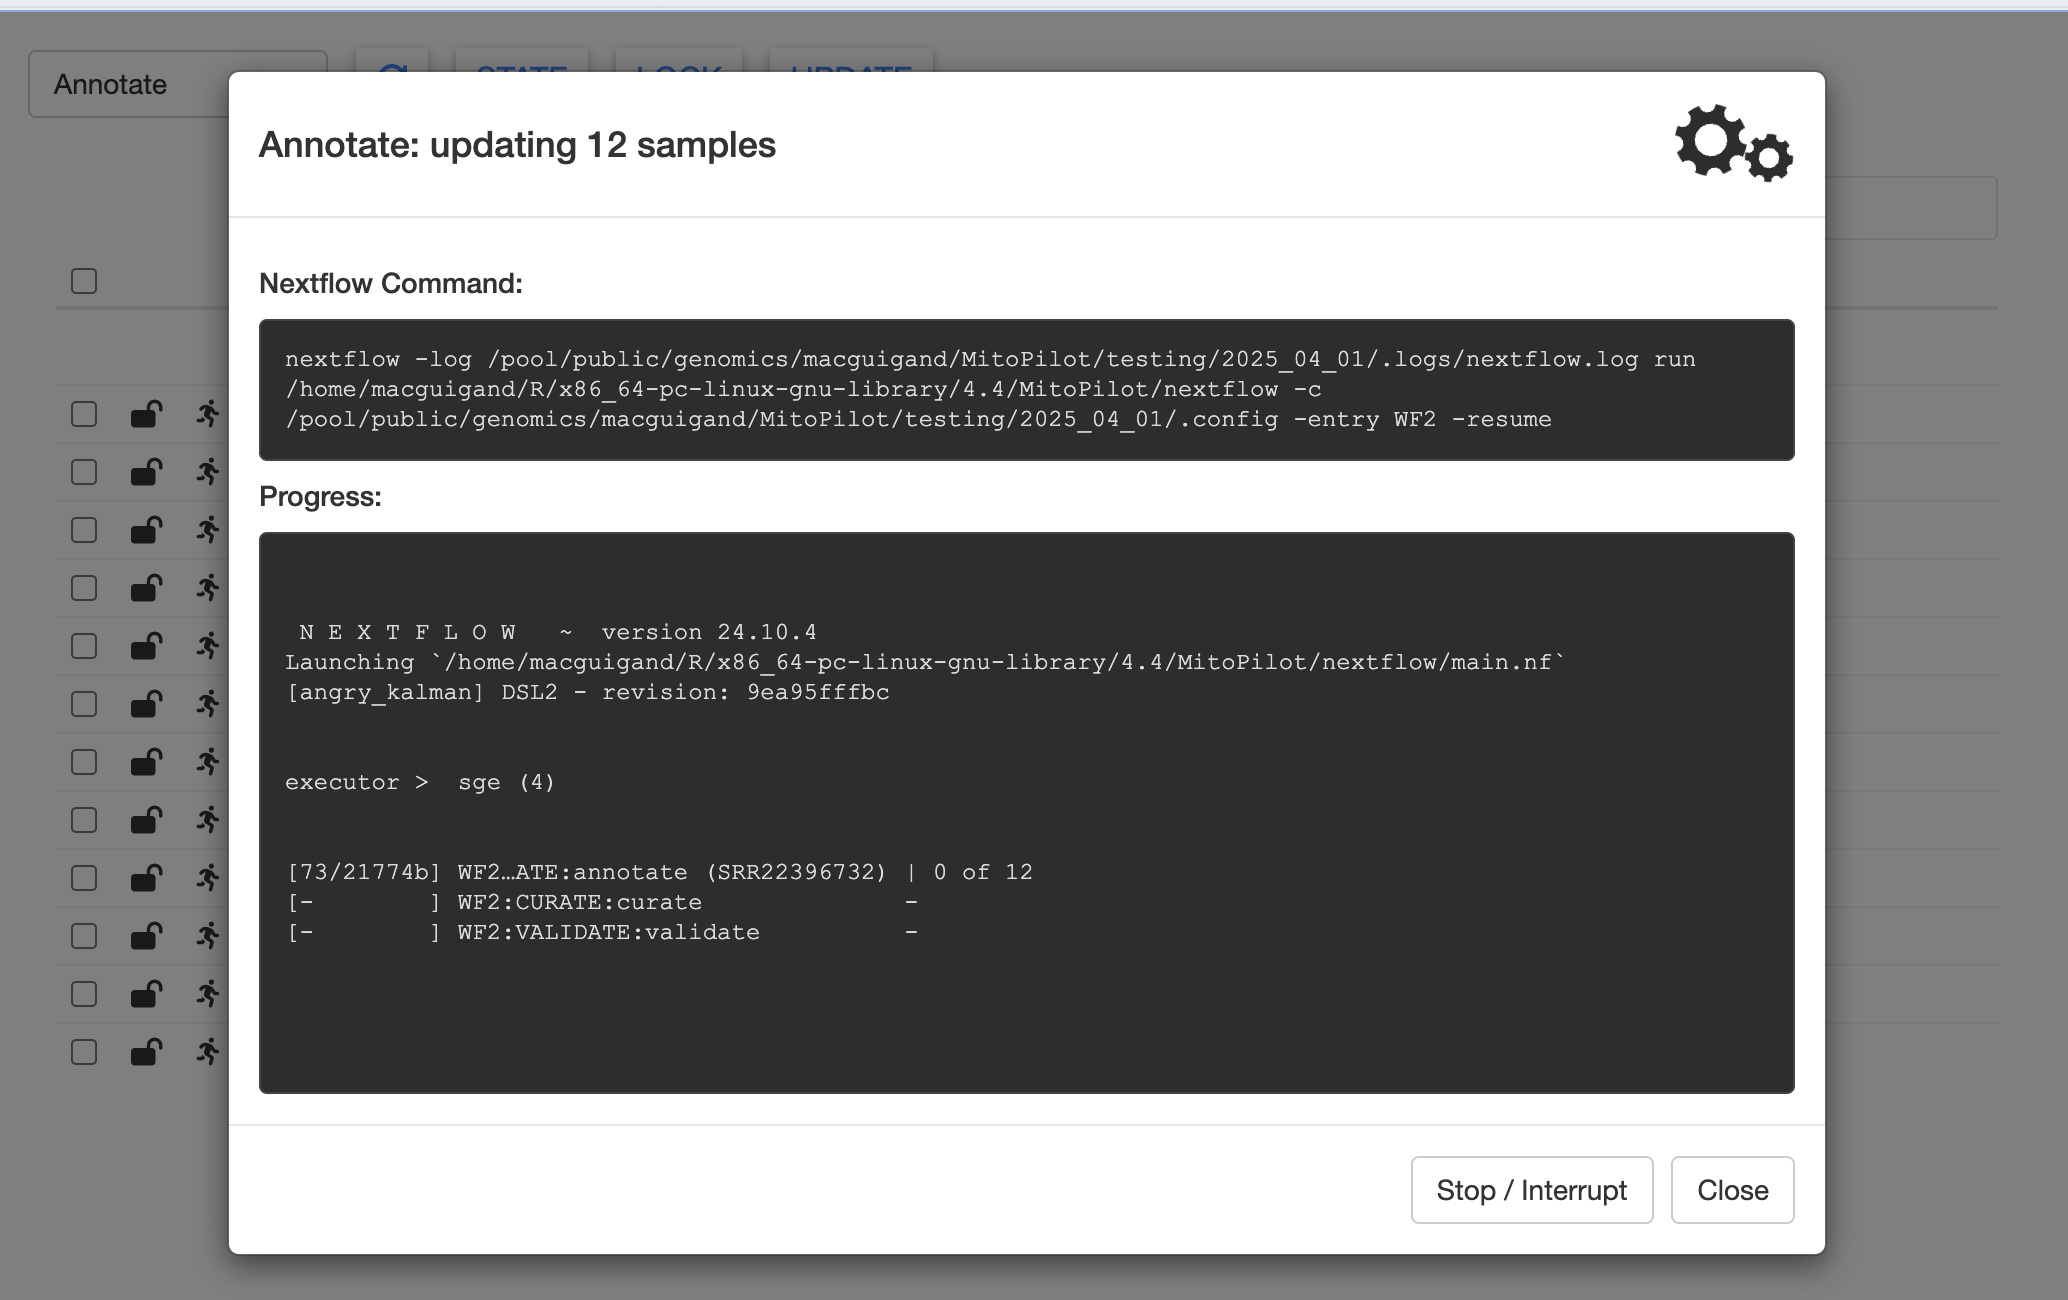 Annotate
STATE
LOCK
UPDATE
Annotate: updating 12 samples
Nextflow Command:
nextflow -log /pool/public/genomics/macguigand/MitoPilot/testing/2025_04_01/.logs/nextflow.log run
/home/macguigand/R/x86_64-pc-linux-gnu-library/4.4/MitoPilot/nextflow -c
/pool/public/genomics/macguigand/MitoPilot/testing/2025_04_01/.config -entry WF2 -resume
Progress:
N E X T F L O W   ~  version 24.10.4
Launching `/home/macguigand/R/x86_64-pc-linux-gnu-library/4.4/MitoPilot/nextflow/main.nf`
[angry_kalman] DSL2 - revision: 9ea95fffbc
executor >  sge (4)
[73/21774b] WF2…ATE:annotate (SRR22396732) | 0 of 12
[-        ] WF2:CURATE:curate              -
[-        ] WF2:VALIDATE:validate          -
Stop / Interrupt
Close